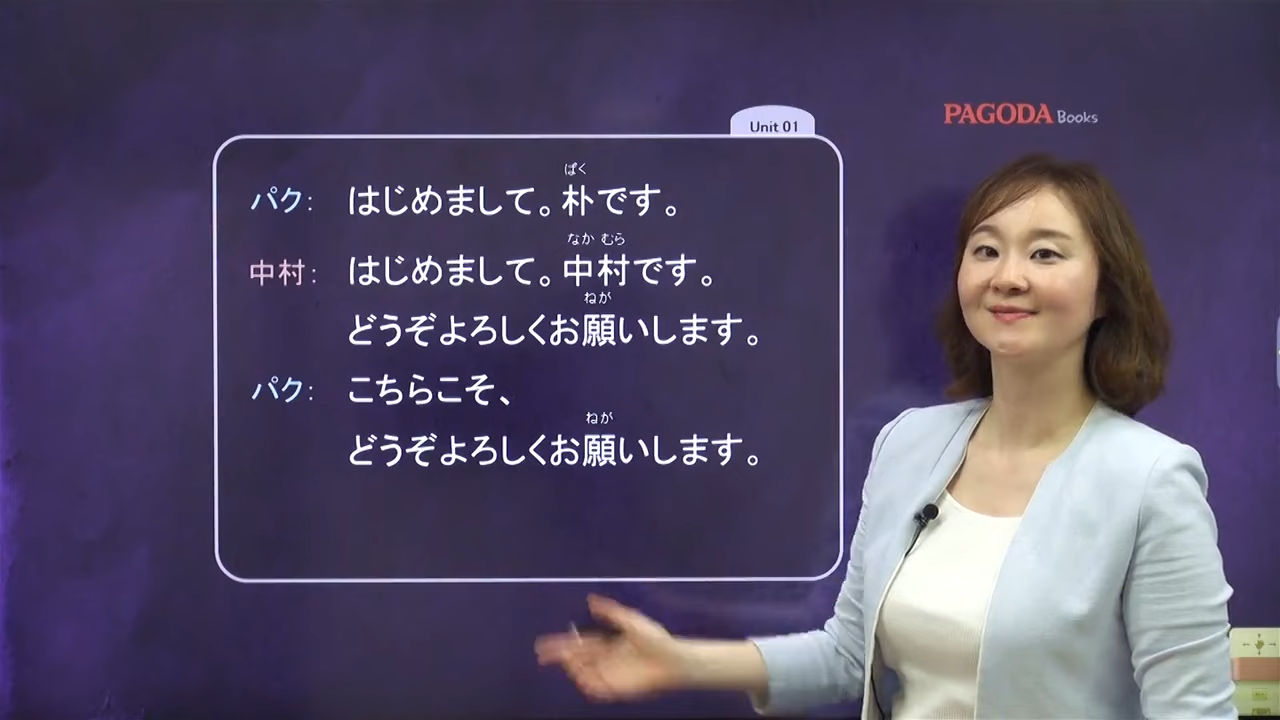 PAGODA Books
Unit 01
ぱく
パク: はじめまして。朴です。
なか むら
中村: はじめまして。中村です。
ねが
どうぞよろしくお願いします。
パク: こちらこそ、
ねが
どうぞよろしくお願いします。